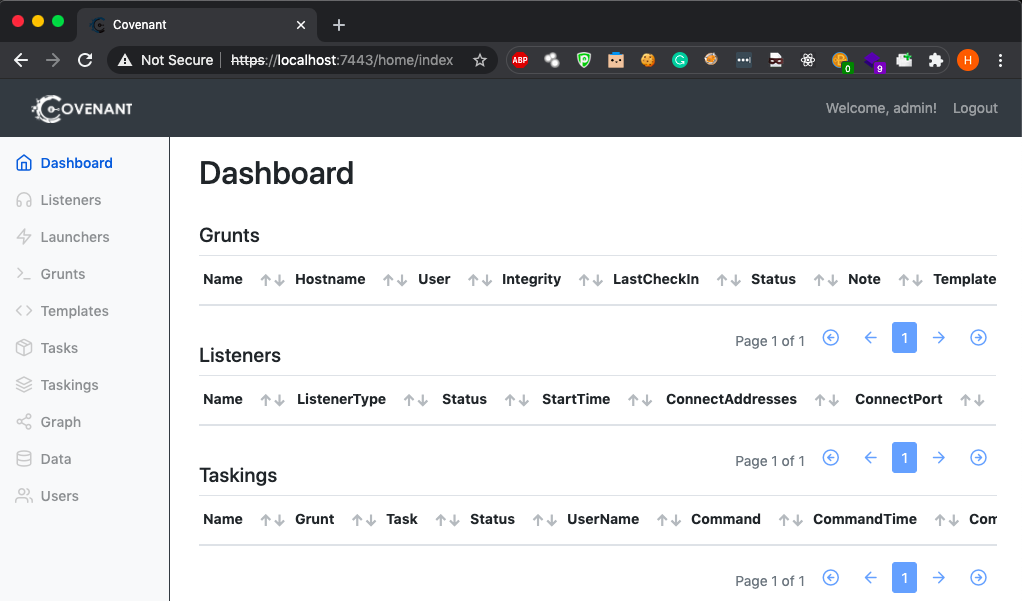 Covenant
Not Secure https://localhost:7443/home/index ABP 0 9 H
COVENANT Welcome, admin! Logout
Dashboard
Listeners
Launchers
Grunts
Templates
Tasks
Taskings
Graph
Data
Users
Dashboard
Grunts
Name Hostname User Integrity LastCheckIn Status Note Template
Page 1 of 1 1
Listeners
Name ListenerType Status StartTime ConnectAddresses ConnectPort
Page 1 of 1 1
Taskings
Name Grunt Task Status UserName Command CommandTime Com
Page 1 of 1 1